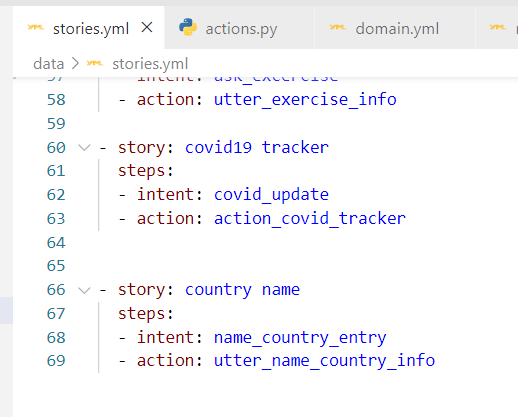 stories.yml
actions.py
domain.yml
data > stories.yml
57 - intent: ask_excercise
58 - action: utter_exercise_info
59
60 - story: covid19 tracker
61 steps:
62 - intent: covid_update
63 - action: action_covid_tracker
64
65
66 - story: country name
67 steps:
68 - intent: name_country_entry
69 - action: utter_name_country_info